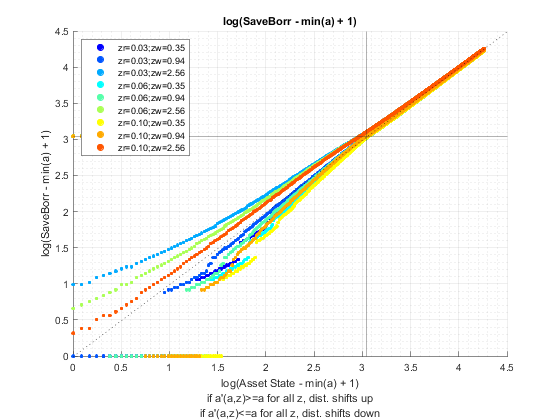 log(SaveBorr - min(a) + 1)
4.5
4
3.5
3
2.5
2
1.5
1
0.5
0
log(SaveBorr - min(a) + 1)
zr=0.03;zw=0.35
zr=0.03;zw=0.94
zr=0.03;zw=2.56
zr=0.06;zw=0.35
zr=0.06;zw=0.94
zr=0.06;zw=2.56
zr=0.10;zw=0.35
zr=0.10;zw=0.94
zr=0.10;zw=2.56
0 0.5 1 1.5 2 2.5 3 3.5 4 4.5
log(Asset State - min(a) + 1)
if a'(a,z)>=a for all z, dist. shifts up
if a'(a,z)<=a for all z, dist. shifts down